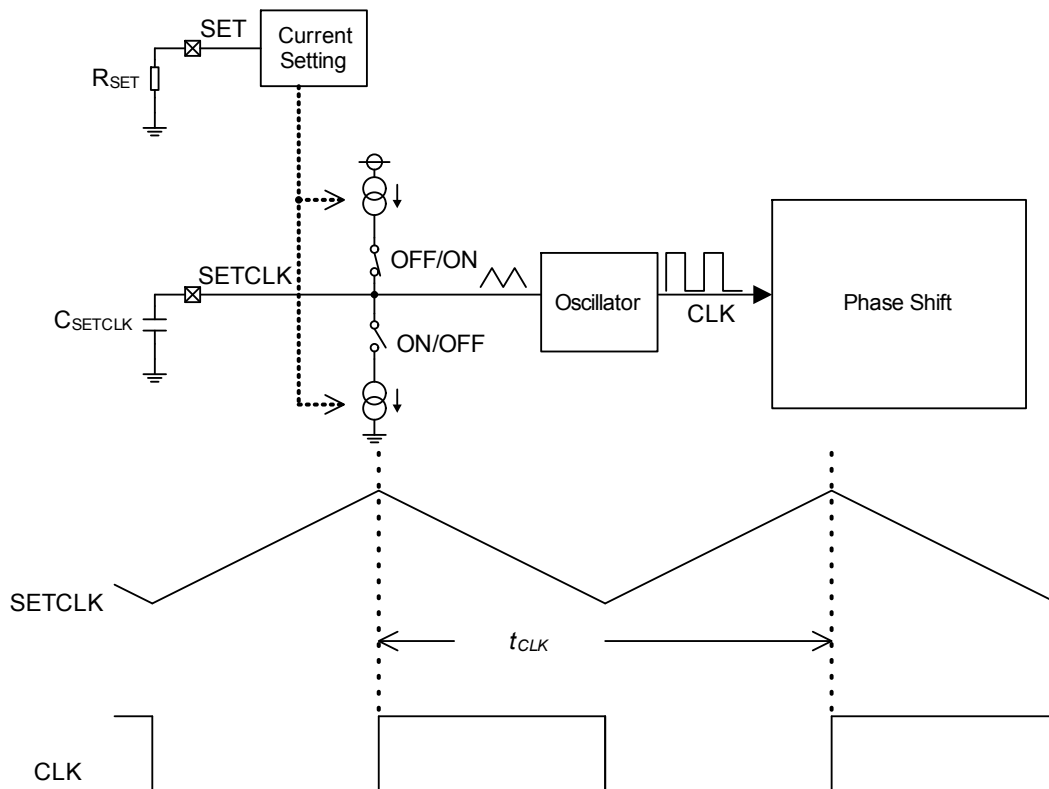 SET
Current
Setting
RSET
OFF/ON
SETCLK
CSETCLK
ON/OFF
Oscillator
CLK
Phase Shift
SETCLK
tCLK
CLK